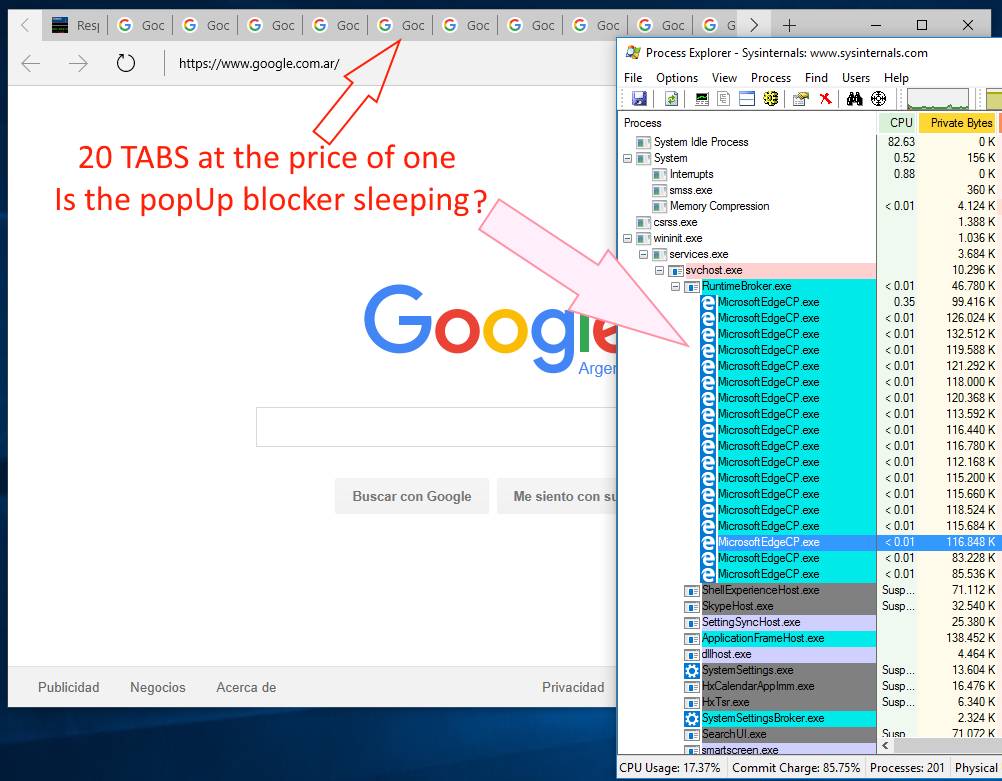 Resp Goc Goc Goc Goc Goc Goc Goc Goc Goc G
https://www.google.com.ar/
20 TABS at the price of one
Is the popUp blocker sleeping?
Google
Argen
Buscar con Google Me siento con su
Publicidad Negocios Acerca de Privacidad
Process Explorer - Sysinternals: www.sysinternals.com
File Options View Process Find Users Help
Process CPU Private Bytes
System Idle Process 82.63 0 K
System 0.52 156 K
Interrupts 0.88 0 K
smss.exe 360 K
Memory Compression < 0.01 4.124 K
csrss.exe 1.388 K
wininit.exe 1.036 K
services.exe 3.684 K
svchost.exe 10.296 K
RuntimeBroker.exe < 0.01 46.780 K
MicrosoftEdgeCP.exe 0.35 99.416 K
MicrosoftEdgeCP.exe < 0.01 126.024 K
MicrosoftEdgeCP.exe < 0.01 132.512 K
MicrosoftEdgeCP.exe < 0.01 119.588 K
MicrosoftEdgeCP.exe < 0.01 121.292 K
MicrosoftEdgeCP.exe < 0.01 118.000 K
MicrosoftEdgeCP.exe < 0.01 120.368 K
MicrosoftEdgeCP.exe < 0.01 113.592 K
MicrosoftEdgeCP.exe < 0.01 116.440 K
MicrosoftEdgeCP.exe < 0.01 116.780 K
MicrosoftEdgeCP.exe < 0.01 112.168 K
MicrosoftEdgeCP.exe < 0.01 115.200 K
MicrosoftEdgeCP.exe < 0.01 115.660 K
MicrosoftEdgeCP.exe < 0.01 118.524 K
MicrosoftEdgeCP.exe < 0.01 115.684 K
MicrosoftEdgeCP.exe < 0.01 116.848 K
MicrosoftEdgeCP.exe < 0.01 83.228 K
MicrosoftEdgeCP.exe < 0.01 85.536 K
ShellExperienceHost.exe Susp... 71.112 K
SkypeHost.exe Susp... 32.540 K
SettingSyncHost.exe 25.380 K
ApplicationFrameHost.exe 138.452 K
dllhost.exe 4.464 K
SystemSettings.exe Susp... 13.604 K
HxCalendarAppImm.exe Susp... 16.476 K
HxTsr.exe Susp... 6.340 K
SystemSettingsBroker.exe 2.324 K
SearchUI.exe Susp 71.072 K
smartscreen.exe
CPU Usage: 17.37% Commit Charge: 85.75% Processes: 201 Physical